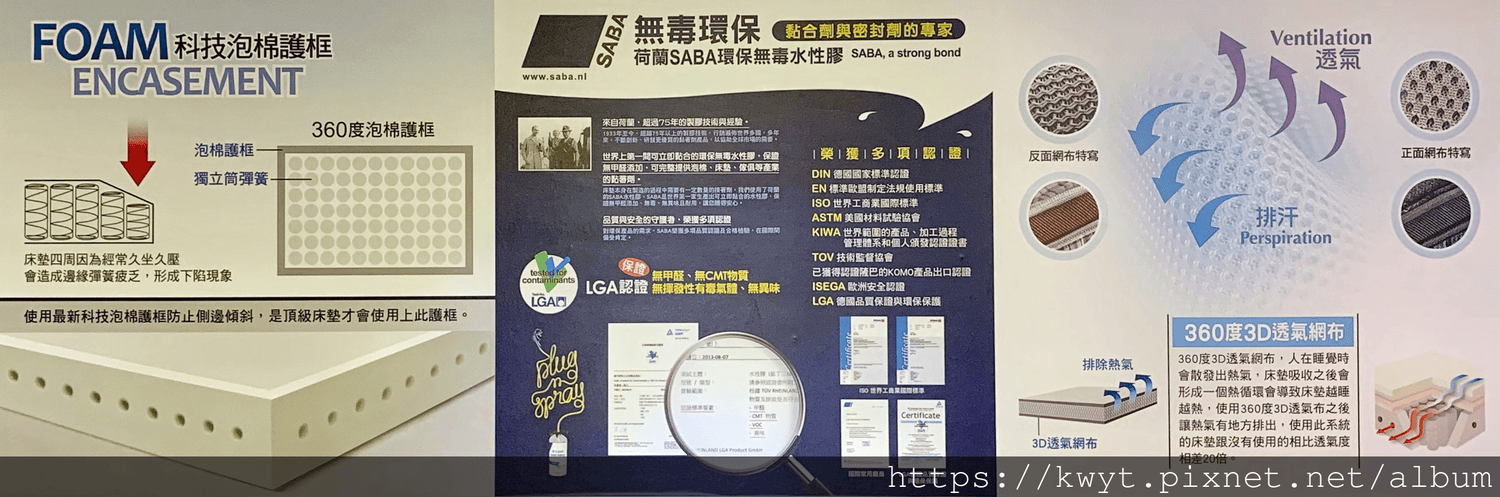 FOAM 科技泡棉護框
ENCASEMENT
360度泡棉護框
泡棉護框
獨立筒彈簧
床墊四周因為經常久坐久壓
會造成邊緣彈簧疲乏，形成下陷現象
使用最新科技泡棉護框防止側邊傾斜，是頂級床墊才會使用上此護框。
SABA
www.saba.nl
無毒環保
黏合劑與密封劑的專家
荷蘭SABA環保無毒水性膠 SABA, a strong bond
來自荷蘭，超過75年的製膠技術與經驗。
世界上第一間可立即黏合的環保無毒水性膠，保證
無甲醛添加，可完整提供泡棉、床墊、傢俱等產業
的黏著劑。
品質與安全的守護者、榮獲多項認證
tested for
contaminants
LGA
保證
LGA認證
無甲醛、無CMT物質
無揮發性有毒氣體、無異味
榮獲多項認證
DIN 德國國家標準認證
EN 標準歐盟制定法規使用標準
ISO 世界工商業國際標準
ASTM 美國材料試驗協會
KIWA 世界範圍的產品、加工過程
管理體系和個人頒發認證證書
TOV 技術監督協會
已獲得認證薩巴的KOMO產品出口認證
ISEGA 歐洲安全認證
LGA 德國品質保證與環保保護
plug
n
spray
2013-08-07
甲醛
CMT 物質
VOC
ISO 世界工商業國際標準
Certificate
Ventilation
透氣
反面網布特寫
正面網布特寫
排汗
Perspiration
360度3D透氣網布
360度3D透氣網布，人在睡覺時
會散發出熱氣，床墊吸收之後會
形成一個熱循環會導致床墊越睡
越熱，使用360度3D透氣布之後
讓熱氣有地方排出，使用此系統
的床墊跟沒有使用的相比透氣度
相差20倍。
排除熱氣
3D透氣網布
https://kwyt.pixnet.net/album